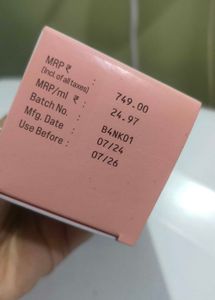 MRP ₹ : 749.00
(Incl. of all taxes)
MRP/ml ₹ : 24.97
Batch No. : B4NK01
Mfg. Date : 07/24
Use Before : 07/26